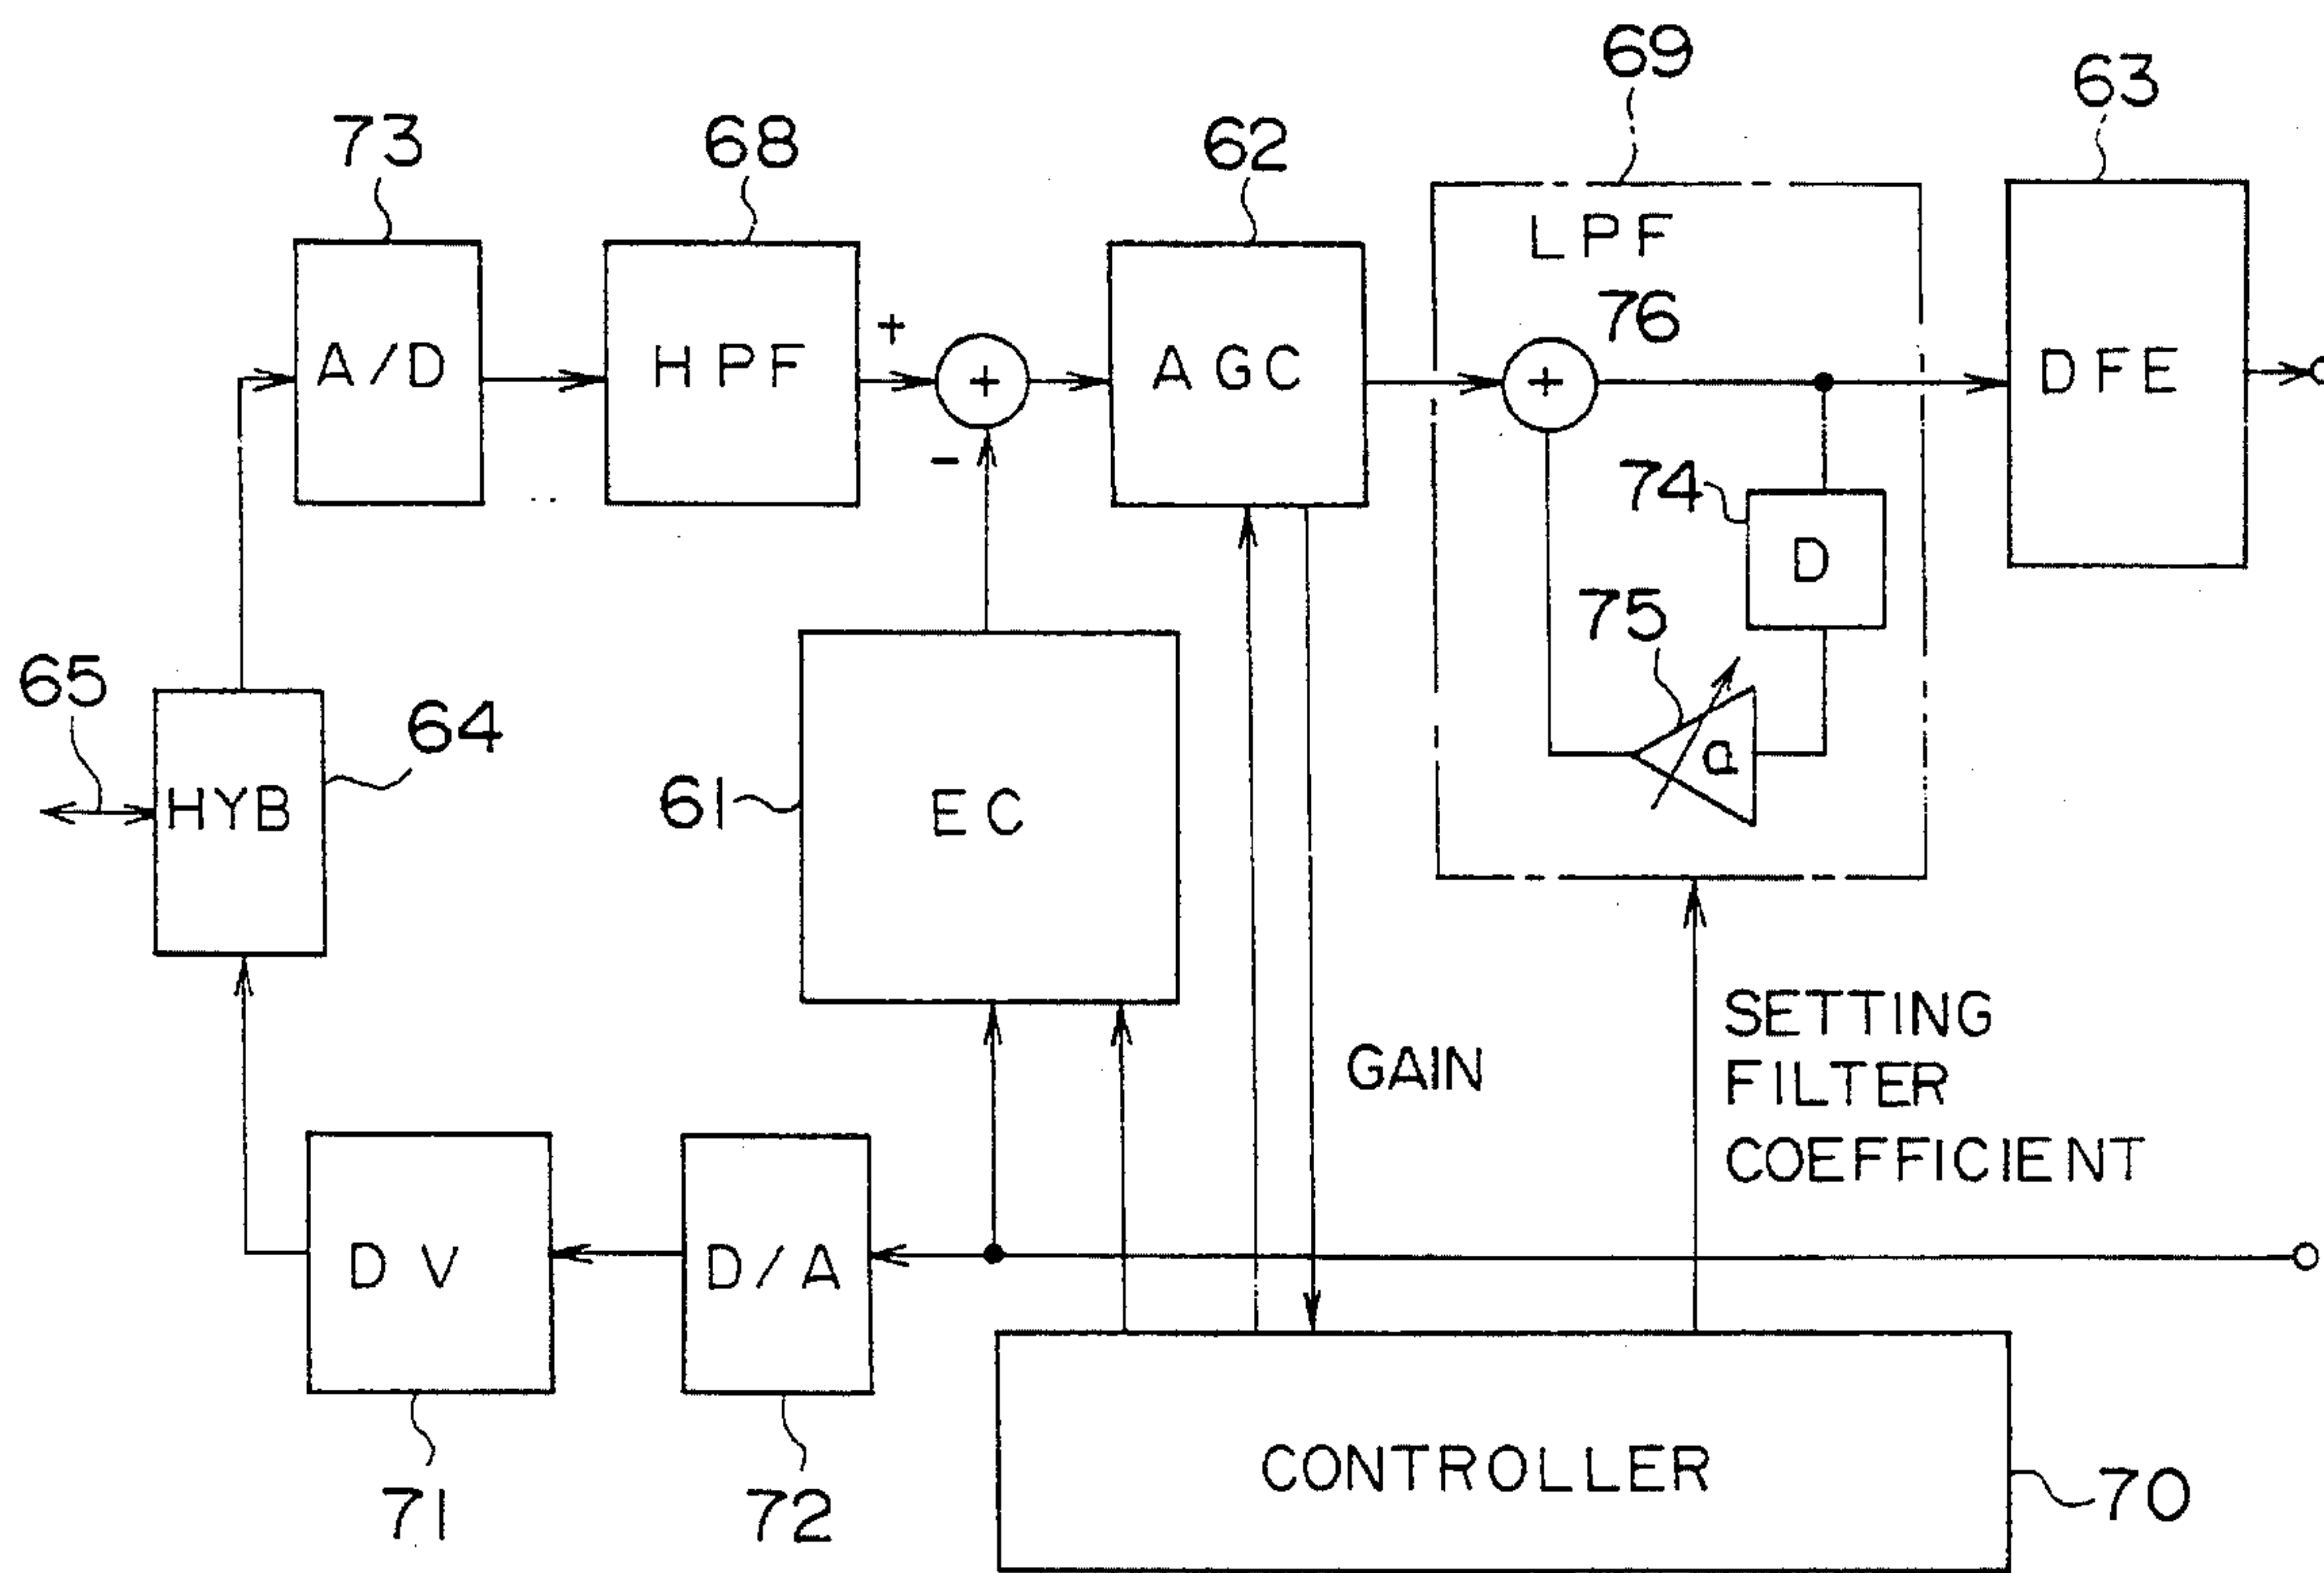 69
63
73
68
62
LPF
76
+
A/D
HPF
+
AGC
+
DFE
-
74
D
75
a
65
64
HYB
61
EC
SETTING
FILTER
COEFFICIENT
GAIN
DV
D/A
CONTROLLER
71
72
70